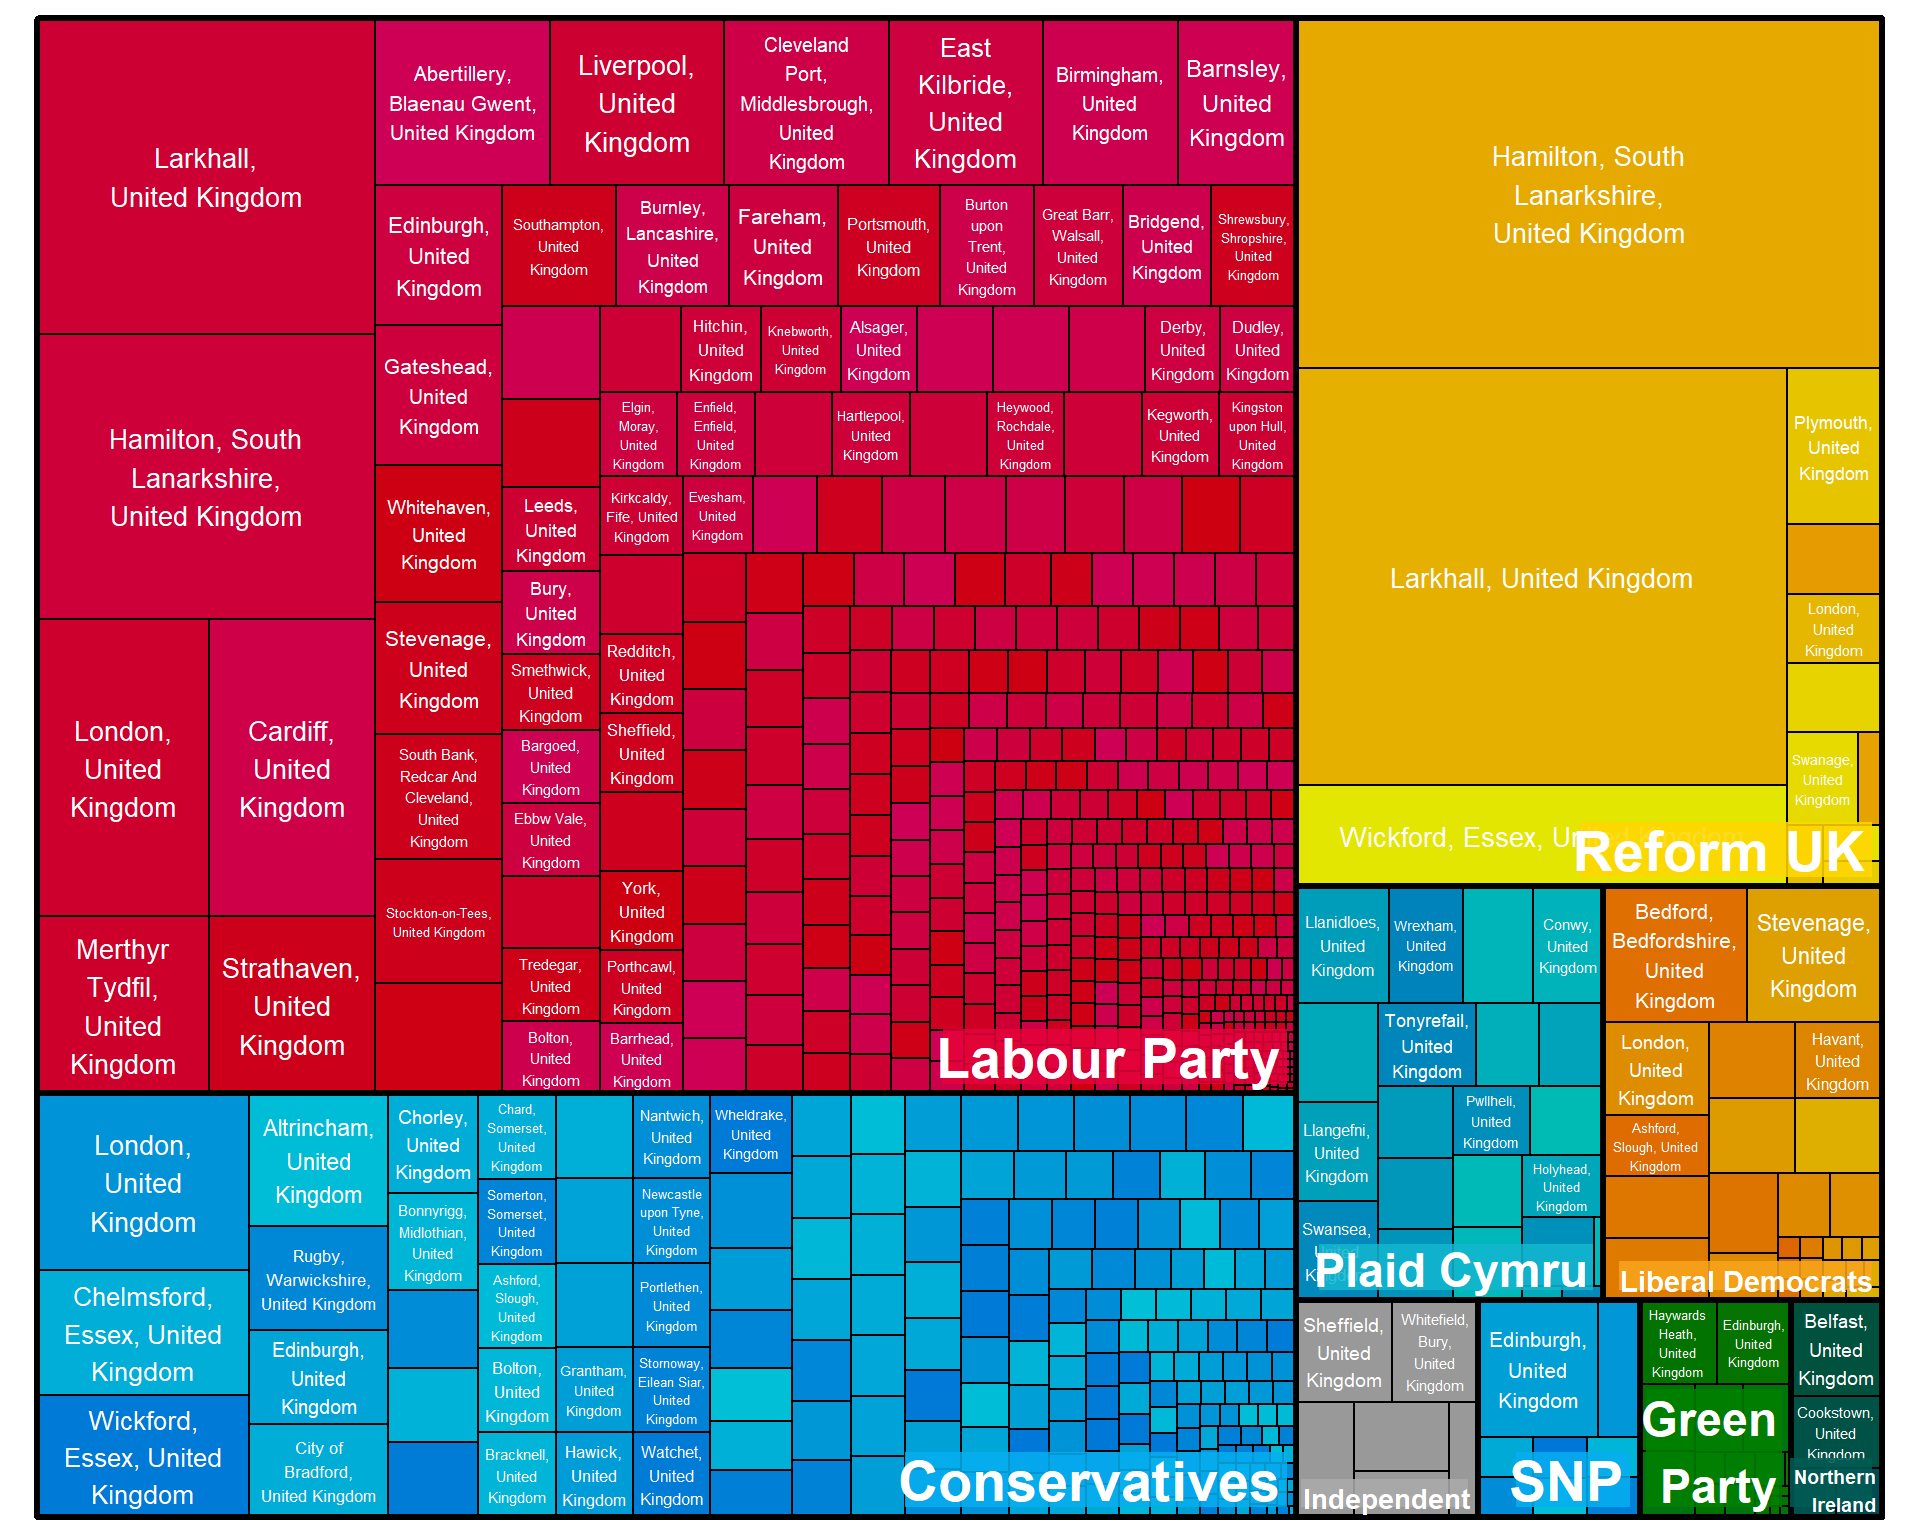 Larkhall,
United Kingdom
Hamilton, South
Lanarkshire,
United Kingdom
London,
United
Kingdom
Cardiff,
United
Kingdom
Merthyr
Tydfil,
United
Kingdom
Strathaven,
United
Kingdom
Abertillery,
Blaenau Gwent,
United Kingdom
Liverpool,
United
Kingdom
Cleveland
Port,
Middlesbrough,
United
Kingdom
East
Kilbride,
United
Kingdom
Birmingham,
United
Kingdom
Barnsley,
United
Kingdom
Edinburgh,
United
Kingdom
Gateshead,
United
Kingdom
Whitehaven,
United
Kingdom
Stevenage,
United
Kingdom
South Bank,
Redcar And
Cleveland,
United
Kingdom
Stockton-on-Tees,
United Kingdom
Southampton,
United
Kingdom
Burnley,
Lancashire,
United
Kingdom
Fareham,
United
Kingdom
Portsmouth,
United
Kingdom
Burton
upon
Trent,
United
Kingdom
Great Barr,
Walsall,
United
Kingdom
Bridgend,
United
Kingdom
Shrewsbury,
Shropshire,
United
Kingdom
Leeds,
United
Kingdom
Bury,
United
Kingdom
Smethwick,
United
Kingdom
Bargoed,
United
Kingdom
Ebbw Vale,
United
Kingdom
Tredegar,
United
Kingdom
Bolton,
United
Kingdom
Hitchin,
United
Kingdom
Knebworth,
United
Kingdom
Alsager,
United
Kingdom
Derby,
United
Kingdom
Dudley,
United
Kingdom
Elgin,
Moray,
United
Kingdom
Enfield,
Enfield,
United
Kingdom
Hartlepool,
United
Kingdom
Heywood,
Rochdale,
United
Kingdom
Kegworth,
United
Kingdom
Kingston
upon Hull,
United
Kingdom
Kirkcaldy,
Fife, United
Kingdom
Evesham,
United
Kingdom
Redditch,
United
Kingdom
Sheffield,
United
Kingdom
York,
United
Kingdom
Porthcawl,
United
Kingdom
Barrhead,
United
Kingdom
Labour Party
Hamilton, South
Lanarkshire,
United Kingdom
Larkhall, United Kingdom
Wickford, Essex, United Kingdom
Plymouth,
United
Kingdom
London,
United
Kingdom
Swanage,
United
Kingdom
Reform UK
London,
United
Kingdom
Chelmsford,
Essex, United
Kingdom
Wickford,
Essex, United
Kingdom
Altrincham,
United
Kingdom
Rugby,
Warwickshire,
United Kingdom
Edinburgh,
United
Kingdom
City of
Bradford,
United Kingdom
Chorley,
United
Kingdom
Bonnyrigg,
Midlothian,
United
Kingdom
Chard,
Somerset,
United
Kingdom
Somerton,
Somerset,
United
Kingdom
Ashford,
Slough,
United
Kingdom
Bolton,
United
Kingdom
Bracknell,
United
Kingdom
Grantham,
United
Kingdom
Hawick,
United
Kingdom
Nantwich,
United
Kingdom
Newcastle
upon Tyne,
United
Kingdom
Portlethen,
United
Kingdom
Stornoway,
Eilean Siar,
United
Kingdom
Watchet,
United
Kingdom
Wheldrake,
United
Kingdom
Conservatives
Llanidloes,
United
Kingdom
Wrexham,
United
Kingdom
Conwy,
United
Kingdom
Tonyrefail,
United
Kingdom
Llangefni,
United
Kingdom
Pwllheli,
United
Kingdom
Holyhead,
United
Kingdom
Swansea,
United
Kingdom
Plaid Cymru
Bedford,
Bedfordshire,
United
Kingdom
Stevenage,
United
Kingdom
London,
United
Kingdom
Havant,
United
Kingdom
Ashford,
Slough, United
Kingdom
Liberal Democrats
Sheffield,
United
Kingdom
Whitefield,
Bury,
United
Kingdom
Independent
Edinburgh,
United
Kingdom
SNP
Haywards
Heath,
United
Kingdom
Edinburgh,
United
Kingdom
Green
Party
Belfast,
United
Kingdom
Cookstown,
United
Kingdom
Northern
Ireland